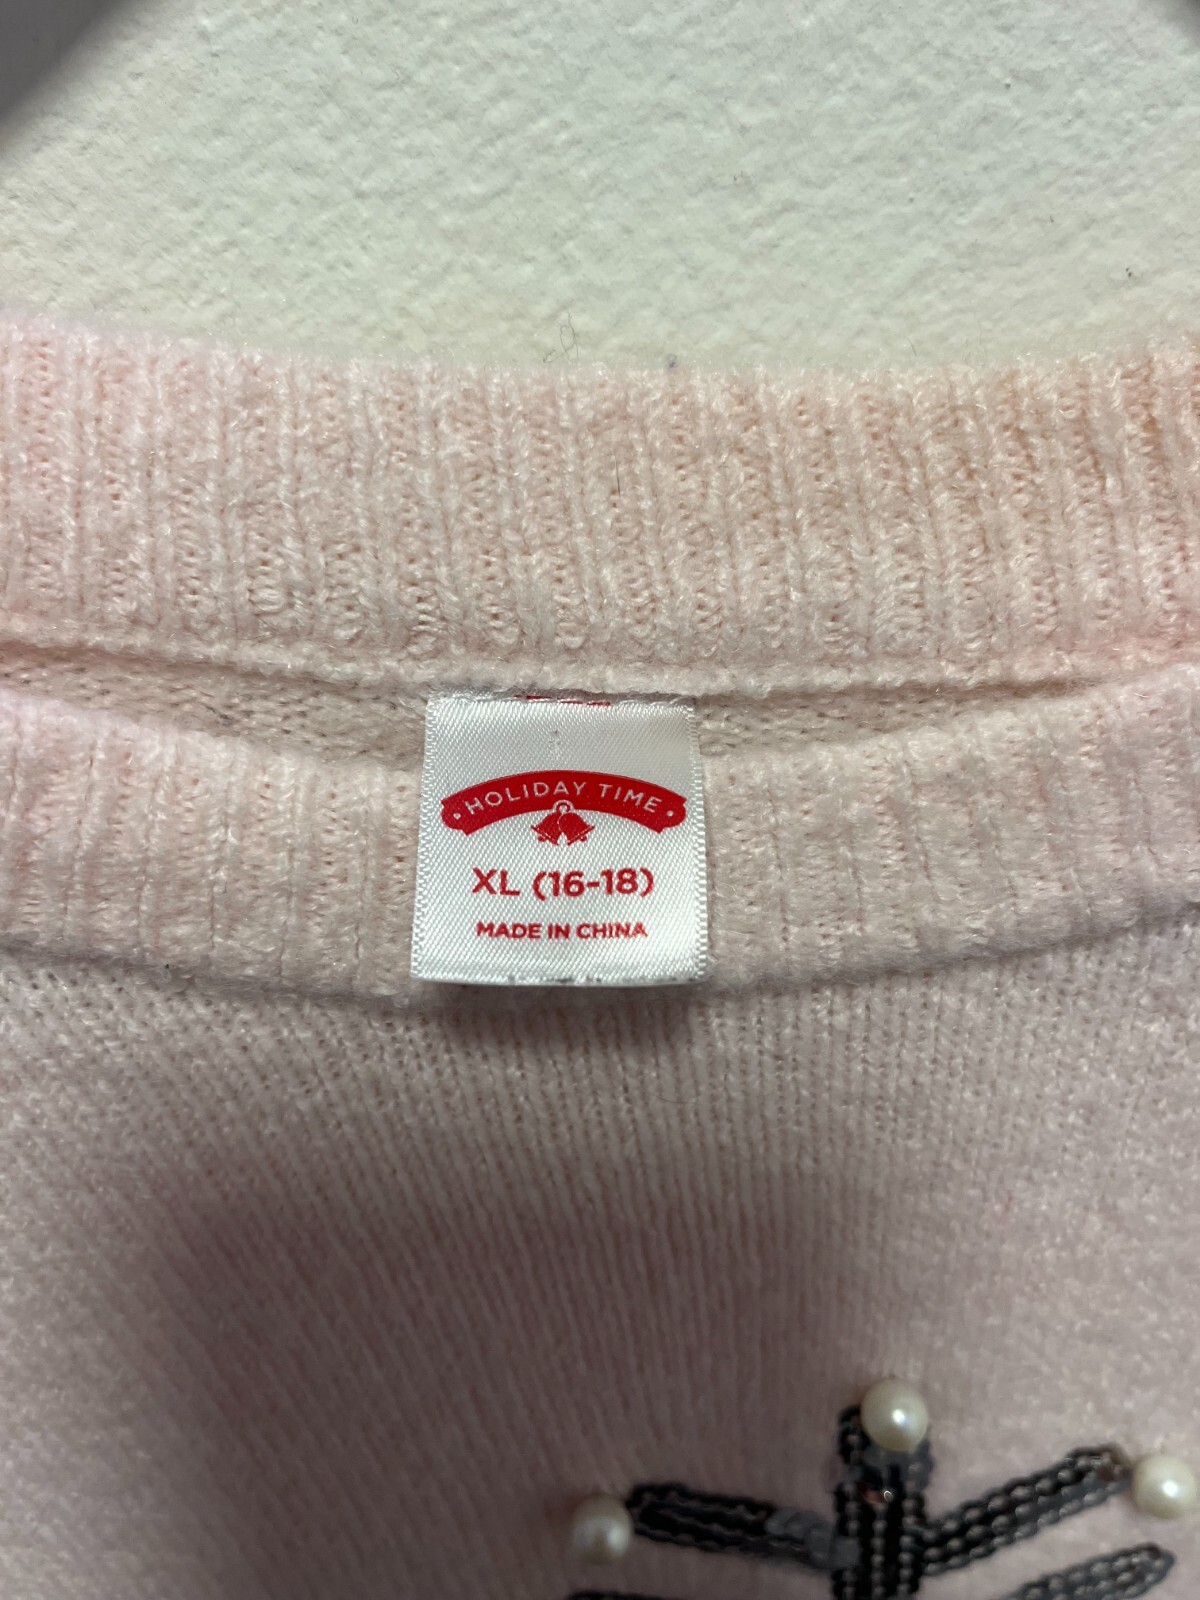 HOLIDAY TIME
XL (16-18)
MADE IN CHINA